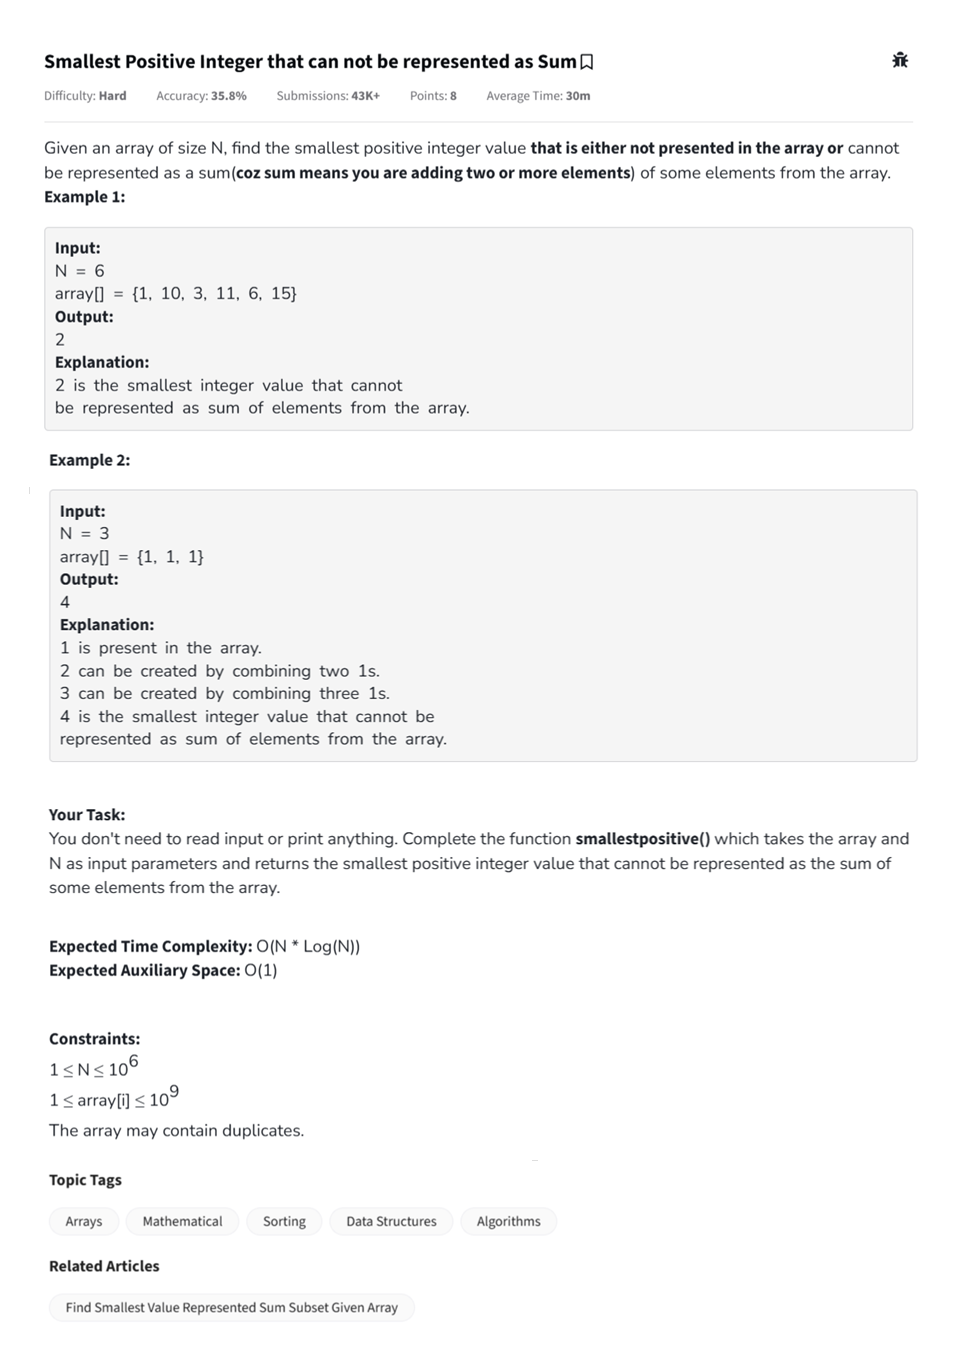 Smallest Positive Integer that can not be represented as Sum
Difficulty: Hard Accuracy: 35.8% Submissions: 43K+ Points: 8 Average Time: 30m
Given an array of size N, find the smallest positive integer value that is either not presented in the array or cannot
be represented as a sum(coz sum means you are adding two or more elements) of some elements from the array.
Example 1:
Input:
N = 6
array[] = {1, 10, 3, 11, 6, 15}
Output:
2
Explanation:
2 is the smallest integer value that cannot
be represented as sum of elements from the array.
Example 2:
Input:
N = 3
array[] = {1, 1, 1}
Output:
4
Explanation:
1 is present in the array.
2 can be created by combining two 1s.
3 can be created by combining three 1s.
4 is the smallest integer value that cannot be
represented as sum of elements from the array.
Your Task:
You don't need to read input or print anything. Complete the function smallestpositive() which takes the array and
N as input parameters and returns the smallest positive integer value that cannot be represented as the sum of
some elements from the array.
Expected Time Complexity: O(N * Log(N))
Expected Auxiliary Space: O(1)
Constraints:
1 ≤ N ≤ 10^6
1 ≤ array[i] ≤ 10^9
The array may contain duplicates.
Topic Tags
Arrays Mathematical Sorting Data Structures Algorithms
Related Articles
Find Smallest Value Represented Sum Subset Given Array